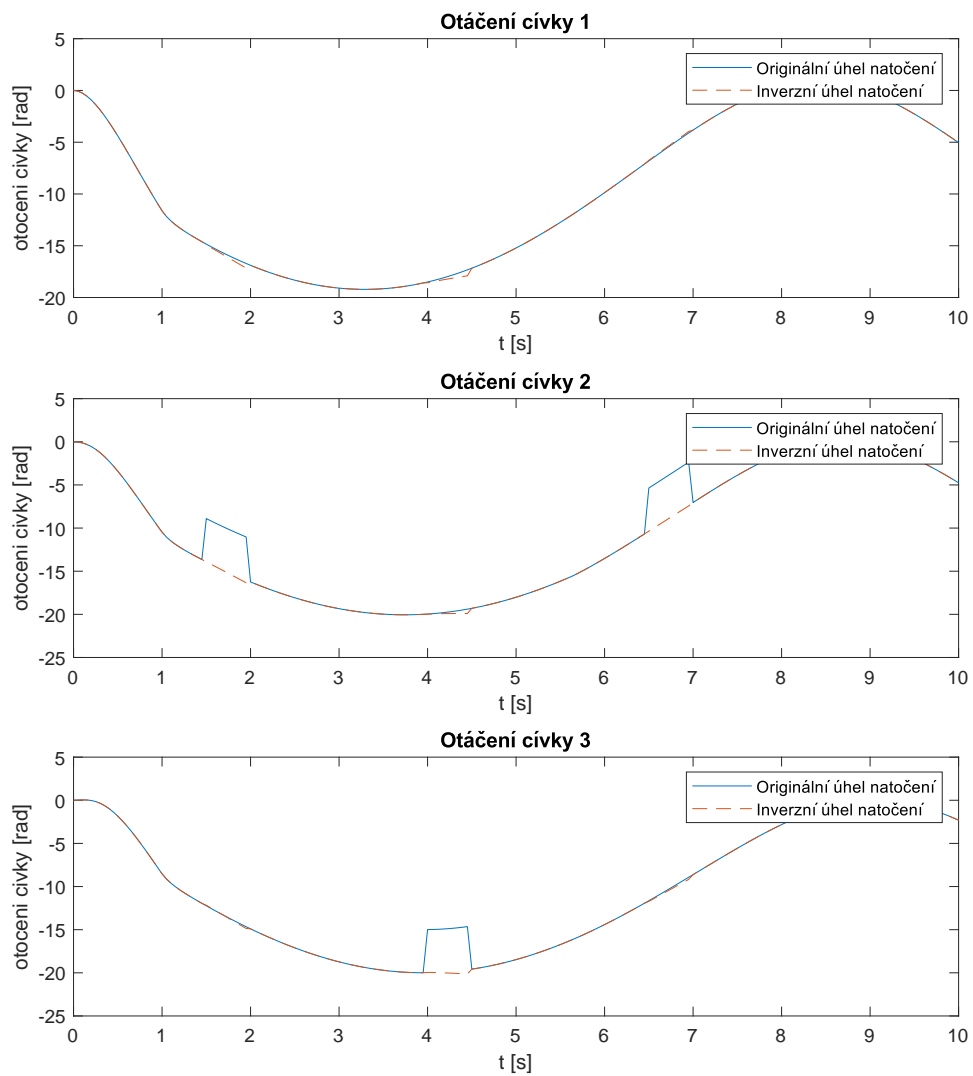 Otáčení cívky 1
5
0
-5
-10
-15
-20
otoceni civky [rad]
Originální úhel natočení
Inverzní úhel natočení
0 1 2 3 4 5 6 7 8 9 10
t [s]
Otáčení cívky 2
5
0
-5
-10
-15
-20
-25
otoceni civky [rad]
Originální úhel natočení
Inverzní úhel natočení
0 1 2 3 4 5 6 7 8 9 10
t [s]
Otáčení cívky 3
5
0
-5
-10
-15
-20
-25
otoceni civky [rad]
Originální úhel natočení
Inverzní úhel natočení
0 1 2 3 4 5 6 7 8 9 10
t [s]